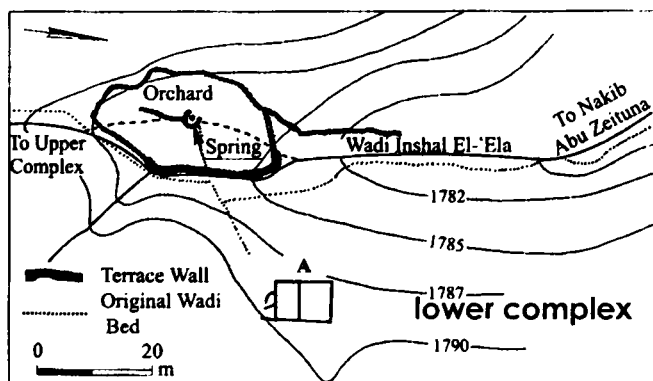 Orchard
To Nakib
Abu Zeituna
To Upper
Complex
Spring
Wadi Inshal El-'Ela
1782
1785
A
1787
lower complex
1790
Terrace Wall
Original Wadi
Bed
0 20
m